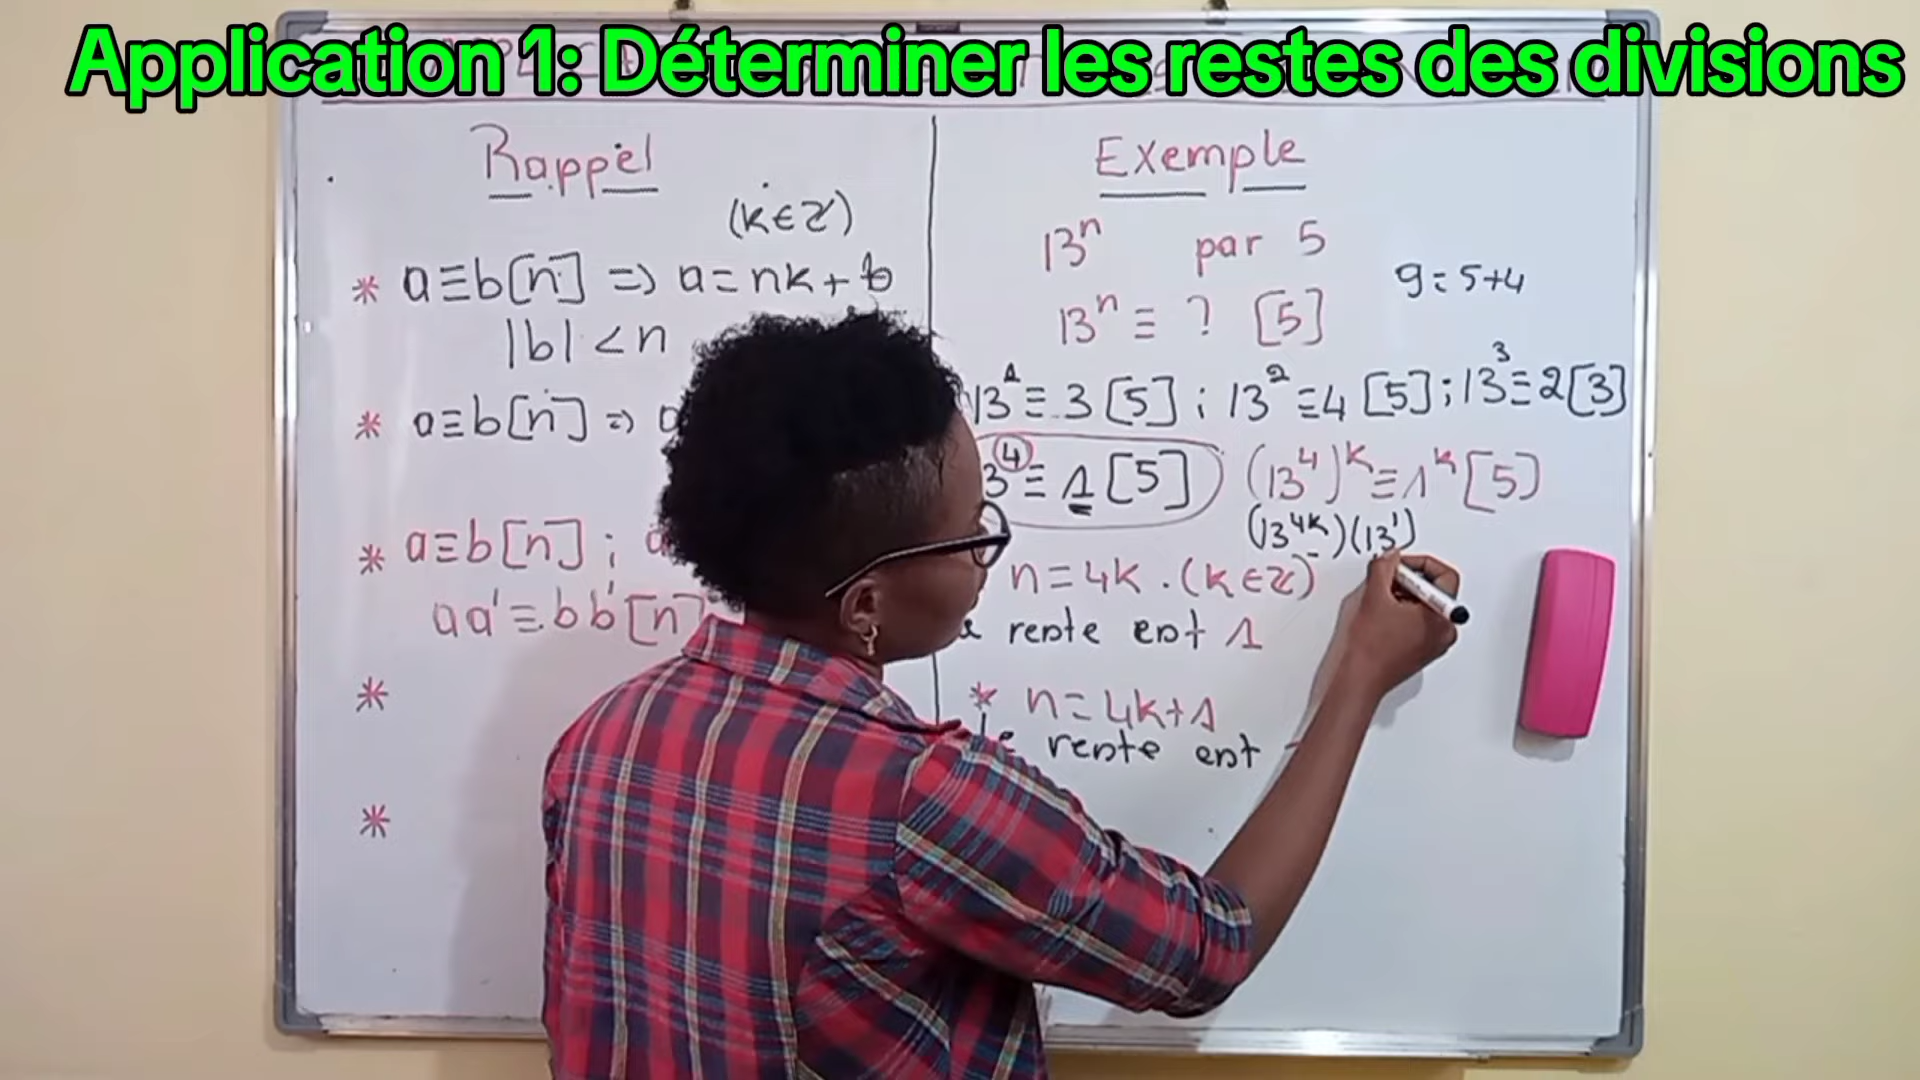 Application 1: Déterminer les restes des divisions
Rappel
(k∈Z)
* a≡b[n] => a=nk+b
|b| < n
* a≡b[n] =>
* a≡b[n] ;
aa'≡bb'[n]
*
*
Exemple
13ⁿ par 5
9=5+4
13ⁿ ≡ ? [5]
13¹≡3[5] ; 13²≡4[5] ; 13³≡2[3]
3⁴≡1[5] (13⁴)ᵏ≡1ᵏ[5]
(13⁴ᵏ)(13¹)
n=4k . (k∈Z)
reste est 1
* n=4k+1
le reste est